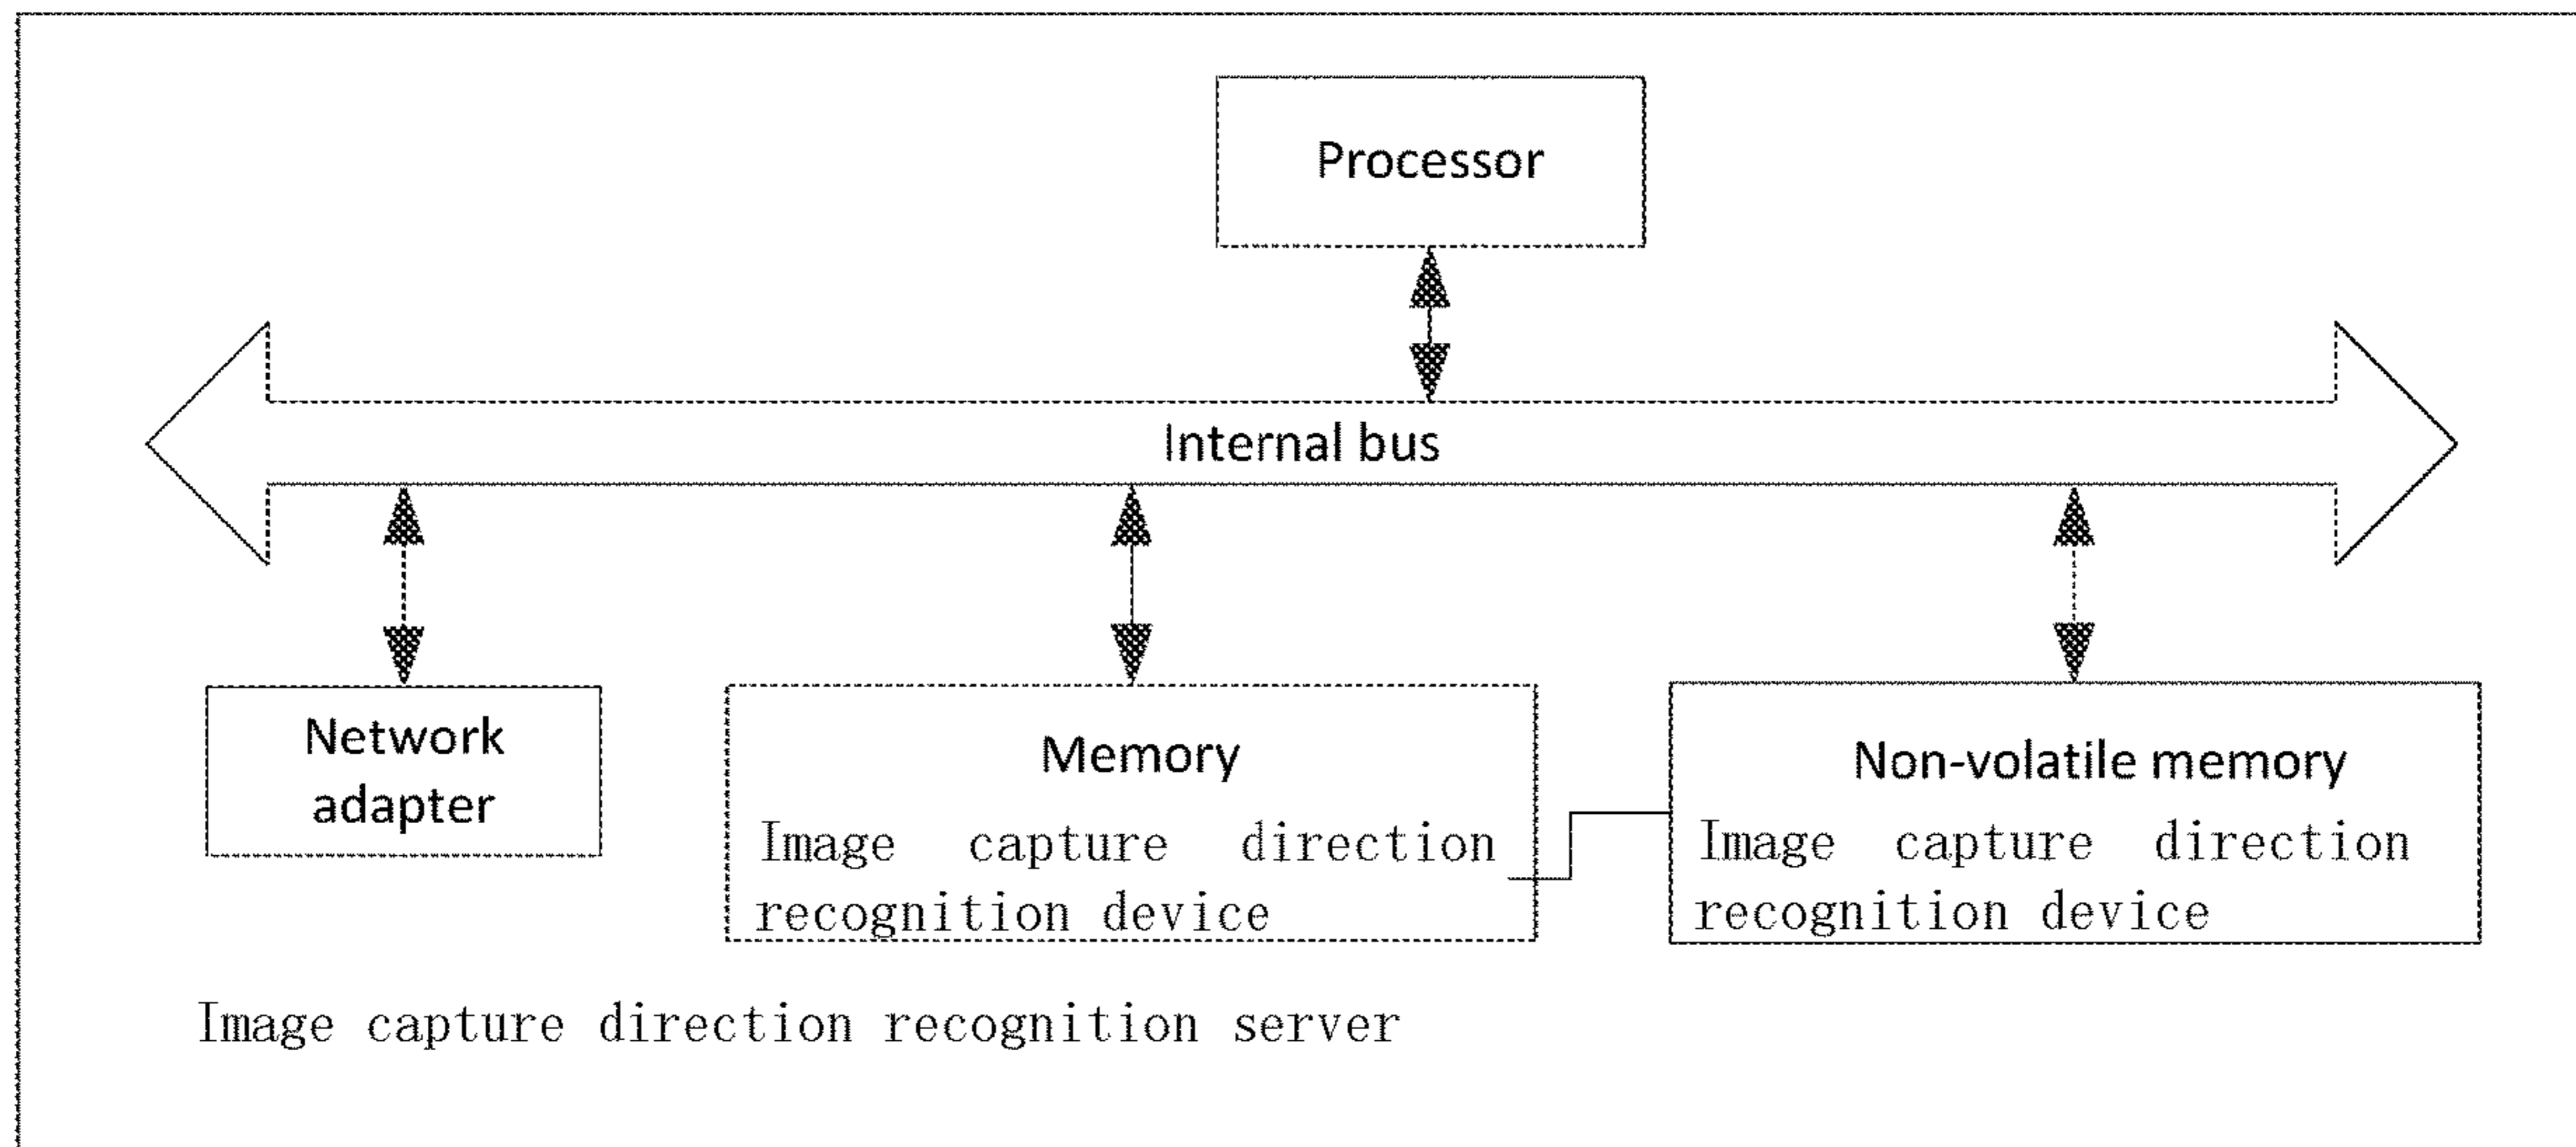 Processor
Internal bus
Network
adapter
Memory
Image capture direction
recognition device
Non-volatile memory
Image capture direction
recognition device
Image capture direction recognition server